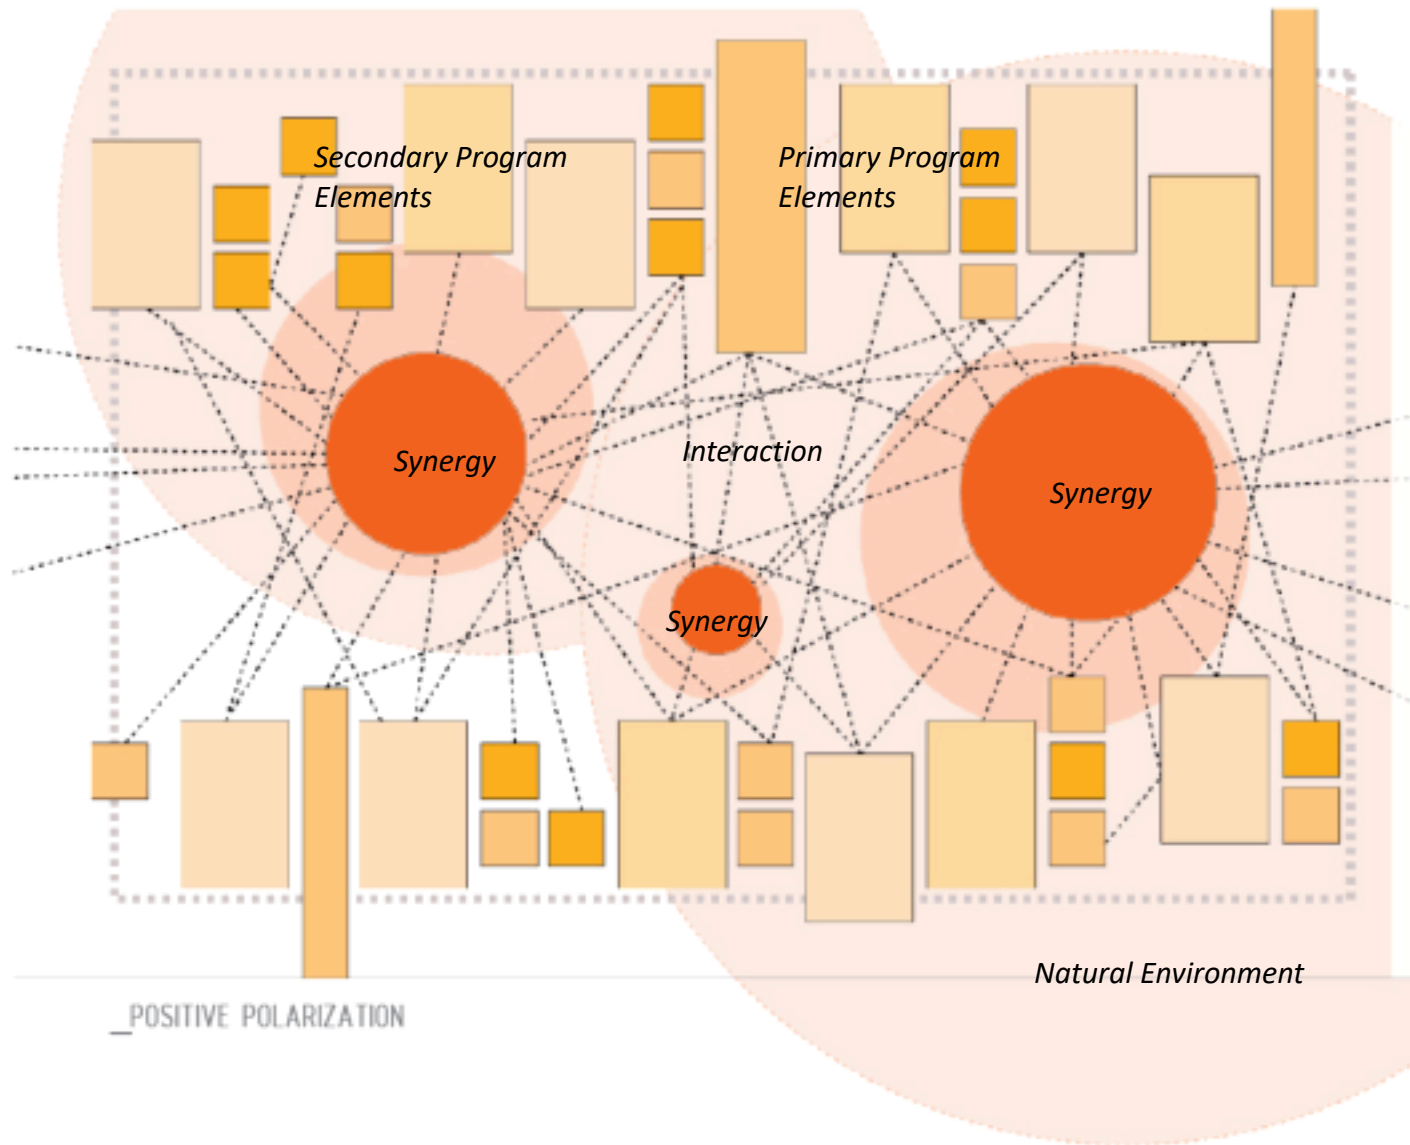 Secondary Program
Elements
Primary Program
Elements
Interaction
Synergy
Synergy
Synergy
Natural Environment
_POSITIVE POLARIZATION